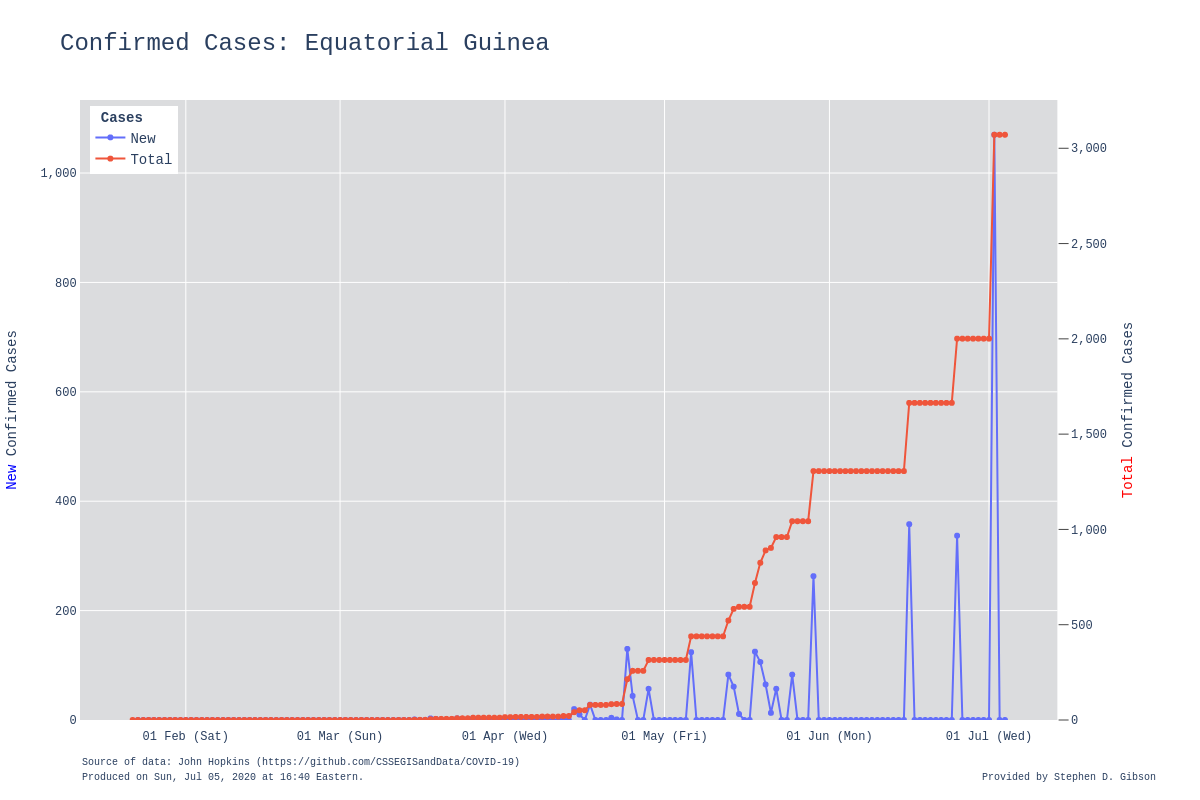 Confirmed Cases: Equatorial Guinea
Cases
New
Total
1,000
800
600
400
200
0
New Confirmed Cases
3,000
2,500
2,000
1,500
1,000
500
0
Total Confirmed Cases
01 Feb (Sat)
01 Mar (Sun)
01 Apr (Wed)
01 May (Fri)
01 Jun (Mon)
01 Jul (Wed)
Source of data: John Hopkins (https://github.com/CSSEGISandData/COVID-19)
Produced on Sun, Jul 05, 2020 at 16:40 Eastern.
Provided by Stephen D. Gibson